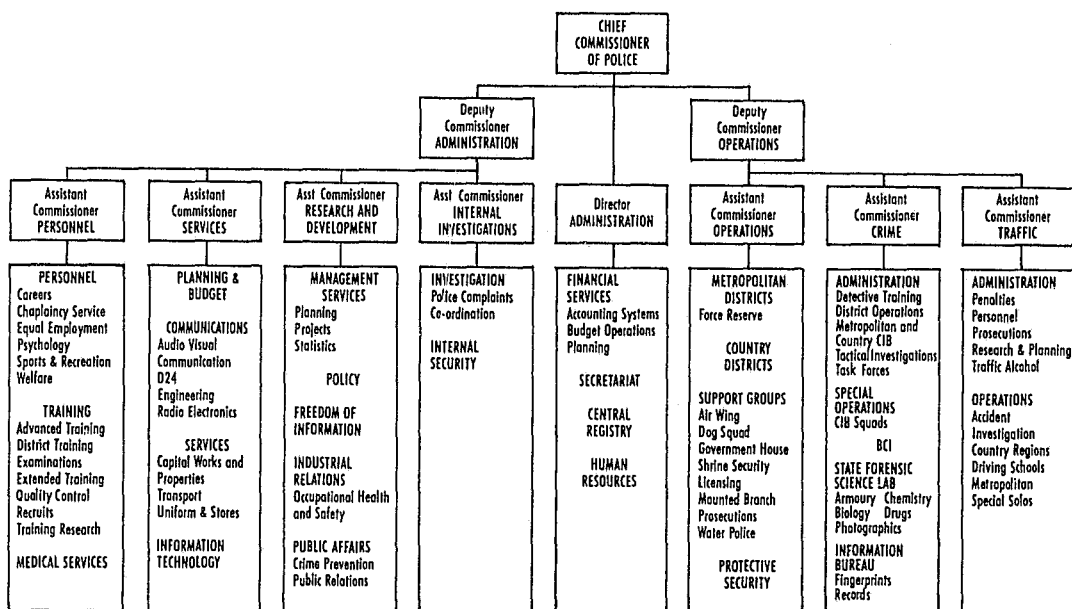 CHIEF
COMMISSIONER
OF POLICE
Deputy
Commissioner
ADMINISTRATION
Deputy
Commissioner
OPERATIONS
Assistant
Commissioner
PERSONNEL
Assistant
Commissioner
SERVICES
Asst Commissioner
RESEARCH AND
DEVELOPMENT
Asst Commissioner
INTERNAL
INVESTIGATIONS
Director
ADMINISTRATION
Assistant
Commissioner
OPERATIONS
Assistant
Commissioner
CRIME
Assistant
Commissioner
TRAFFIC
PERSONNEL
Careers
Chaplaincy Service
Equal Employment
Psychology
Sports & Recreation
Welfare
TRAINING
Advanced Training
District Training
Examinations
Extended Training
Quality Control
Recruits
Training Research
MEDICAL SERVICES
PLANNING &
BUDGET
COMMUNICATIONS
Audio Visual
Communication
D24
Engineering
Radio Electronics
SERVICES
Capital Works and
Properties
Transport
Uniform & Stores
INFORMATION
TECHNOLOGY
MANAGEMENT
SERVICES
Planning
Projects
Statistics
POLICY
FREEDOM OF
INFORMATION
INDUSTRIAL
RELATIONS
Occupational Health
and Safety
PUBLIC AFFAIRS
Crime Prevention
Public Relations
INVESTIGATION
Police Complaints
Co-ordination
INTERNAL
SECURITY
FINANCIAL
SERVICES
Accounting Systems
Budget Operations
Planning
SECRETARIAT
CENTRAL
REGISTRY
HUMAN
RESOURCES
METROPOLITAN
DISTRICTS
Force Reserve
COUNTRY
DISTRICTS
SUPPORT GROUPS
Air Wing
Dog Squad
Government House
Shrine Security
Licensing
Mounted Branch
Prosecutions
Water Police
PROTECTIVE
SECURITY
ADMINISTRATION
Detective Training
District Operations
Metropolitan and
Country CIB
Tactical Investigations
Task Forces
SPECIAL
OPERATIONS
CIB Squads
BCI
STATE FORENSIC
SCIENCE LAB
Armoury Chemistry
Biology Drugs
Photographics
INFORMATION
BUREAU
Fingerprints
Records
ADMINISTRATION
Penalties
Personnel
Prosecutions
Research & Planning
Traffic Alcohol
OPERATIONS
Accident
Investigation
Country Regions
Driving Schools
Metropolitan
Special Solos